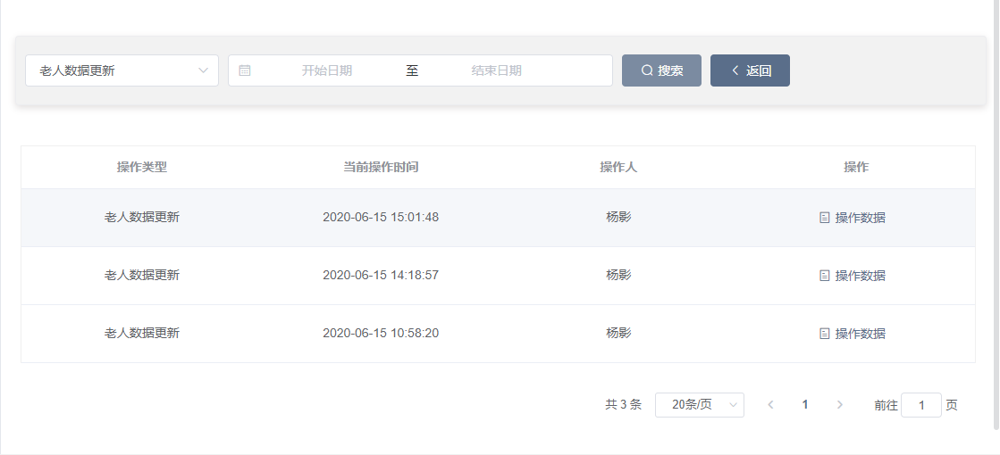 老人数据更新 开始日期 至 结束日期 搜索 返回
操作类型 当前操作时间 操作人 操作
老人数据更新 2020-06-15 15:01:48 杨影 操作数据
老人数据更新 2020-06-15 14:18:57 杨影 操作数据
老人数据更新 2020-06-15 10:58:20 杨影 操作数据
共 3 条 20条/页 1 前往 1 页